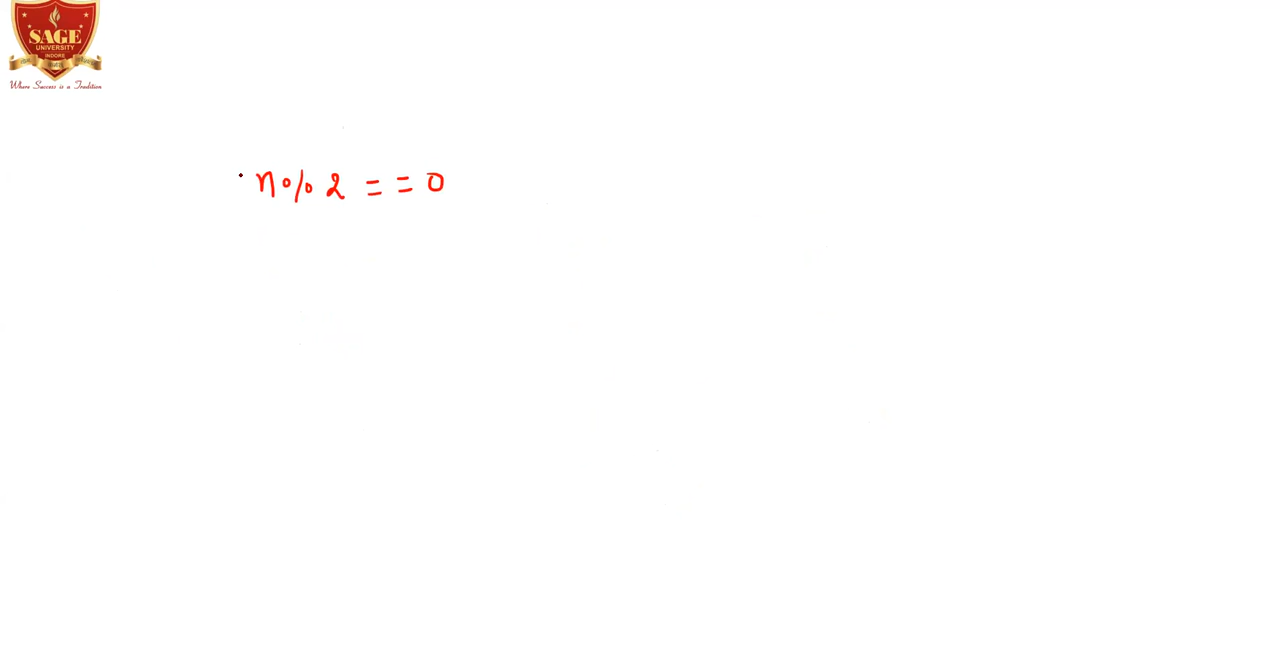 SAGE
UNIVERSITY
INDORE
Where Success is a Tradition
n%2 = = 0